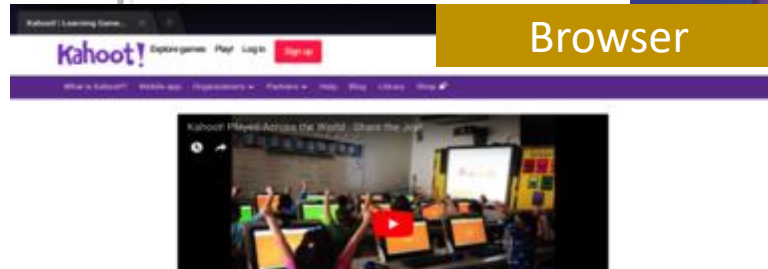 Kahoot! | Learning Game...
Browser
Kahoot! Explore games Play! Log in Sign up
What is Kahoot!? Mobile app Organizations Partners Help Blog Library Shop
Kahoot! Played Across the World - Share the Joy!